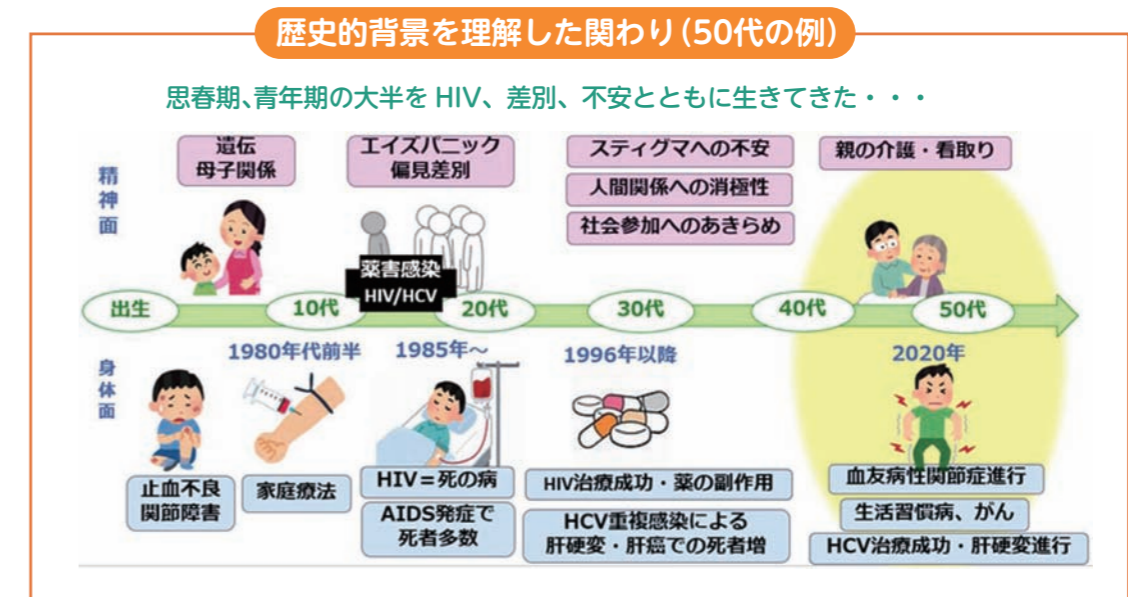 歴史的背景を理解した関わり(50代の例)
思春期、青年期の大半を HIV、差別、不安とともに生きてきた・・・
精神面
遺伝
母子関係
エイズパニック
偏見差別
スティグマへの不安
人間関係への消極性
社会参加へのあきらめ
親の介護・看取り
薬害感染
HIV/HCV
出生
10代
20代
30代
40代
50代
身体面
1980年代前半
1985年～
1996年以降
2020年
止血不良
関節障害
家庭療法
HIV＝死の病
AIDS発症で
死者多数
HIV治療成功・薬の副作用
HCV重複感染による
肝硬変・肝癌での死者増
血友病性関節症進行
生活習慣病、がん
HCV治療成功・肝硬変進行